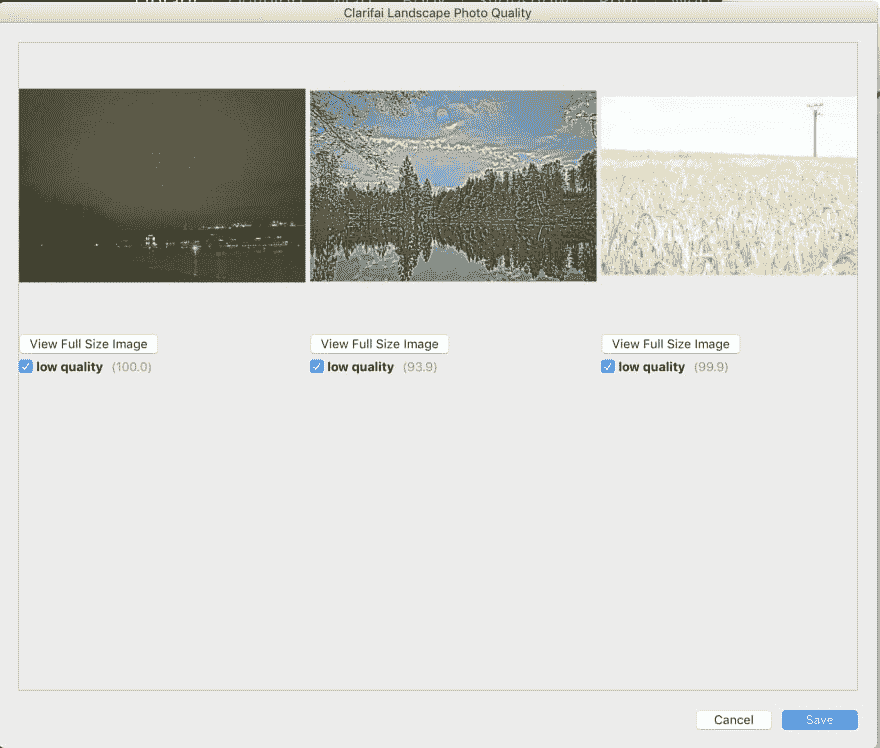 Clarifai Landscape Photo Quality
View Full Size Image View Full Size Image View Full Size Image
low quality (100.0) low quality (93.9) low quality (99.9)
Cancel Save